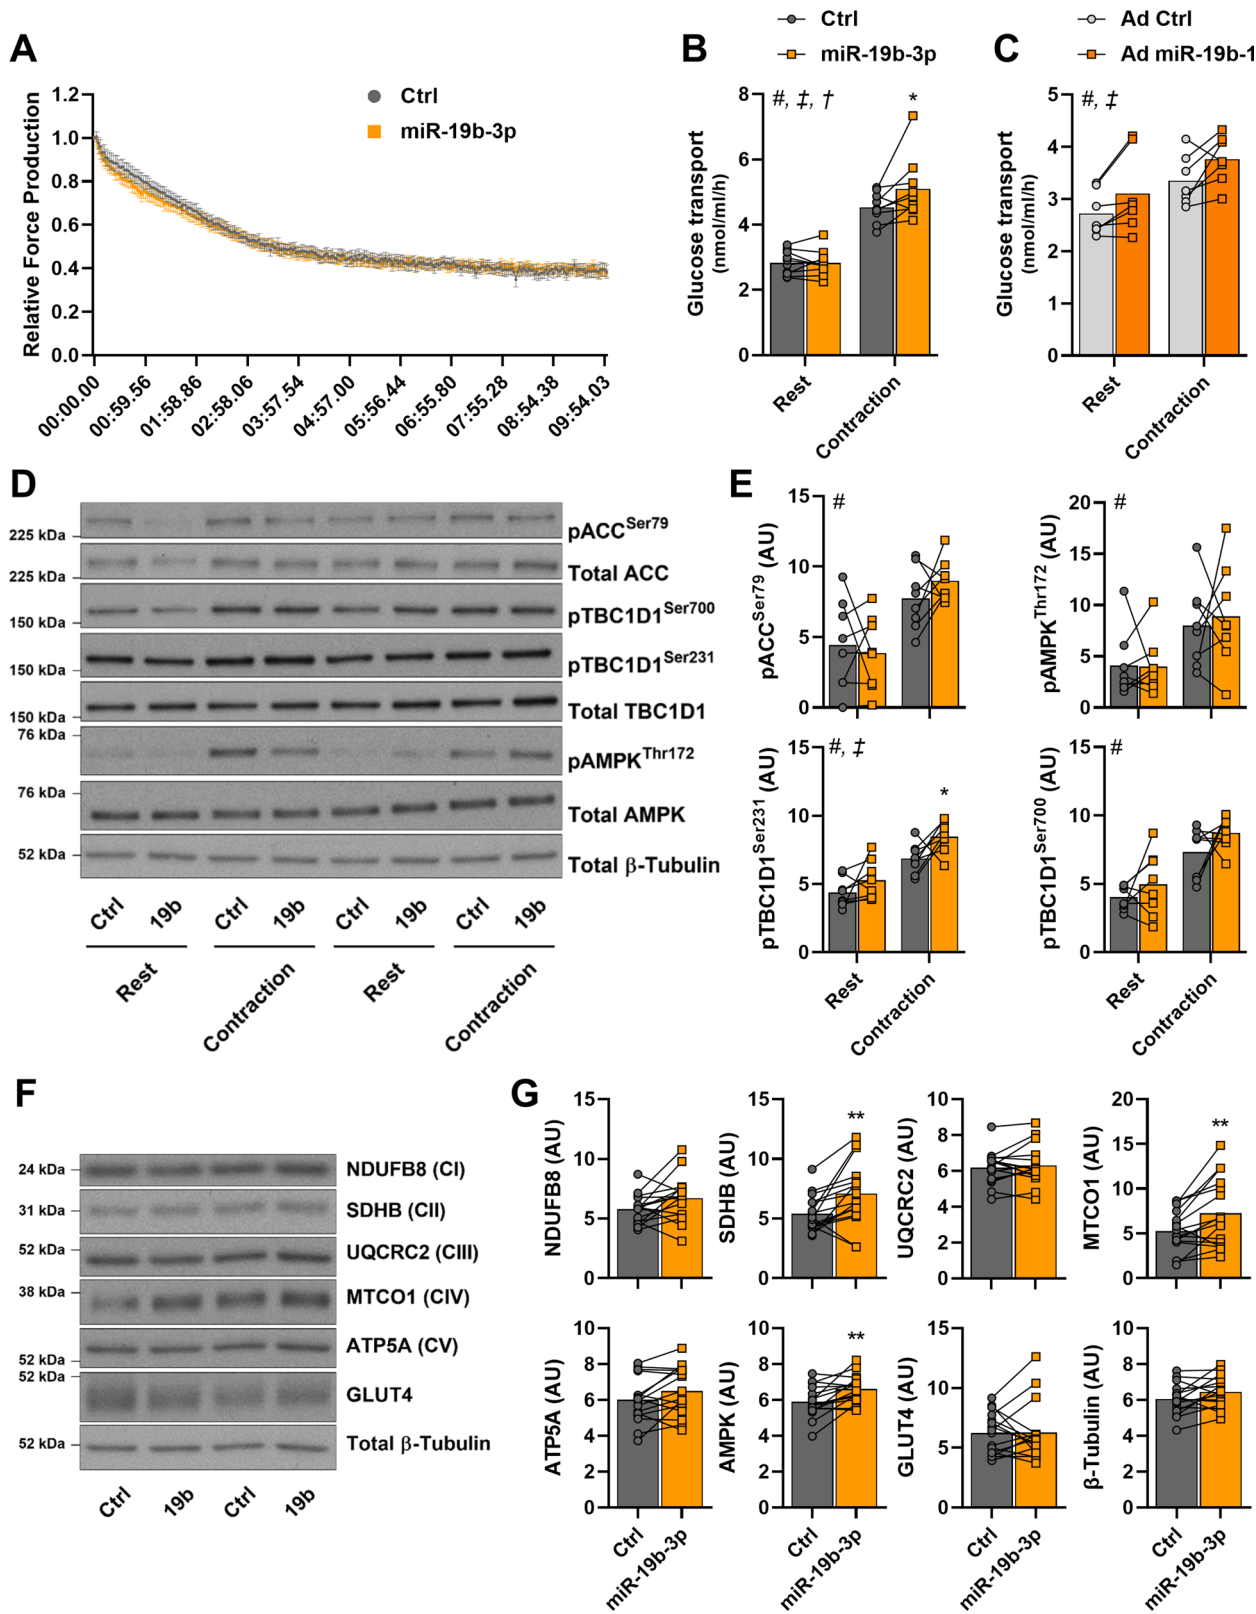 A
Relative Force Production
1.2
1.0
0.8
0.6
0.4
0.2
0.0
Ctrl
miR-19b-3p
00:00.00
00:59.56
01:58.86
02:58.06
03:57.54
04:57.00
05:56.44
06:55.80
07:55.28
08:54.38
09:54.03
B
Ctrl
miR-19b-3p
Glucose transport
(nmol/ml/h)
8
6
4
2
0
#, ‡, †
*
Rest
Contraction
C
Ad Ctrl
Ad miR-19b-1
Glucose transport
(nmol/ml/h)
5
4
3
2
1
0
#, ‡
Rest
Contraction
D
225 kDa
pACC^Ser79
225 kDa
Total ACC
150 kDa
pTBC1D1^Ser700
150 kDa
pTBC1D1^Ser231
150 kDa
Total TBC1D1
76 kDa
pAMPK^Thr172
76 kDa
Total AMPK
52 kDa
Total β-Tubulin
Ctrl 19b Ctrl 19b Ctrl 19b Ctrl 19b
Rest Contraction Rest Contraction
E
pACC^Ser79 (AU)
15
10
5
0
#
pAMPK^Thr172 (AU)
20
15
10
5
0
#
pTBC1D1^Ser231 (AU)
15
10
5
0
#, ‡
*
Rest
Contraction
pTBC1D1^Ser700 (AU)
15
10
5
0
#
Rest
Contraction
F
24 kDa
NDUFB8 (CI)
31 kDa
SDHB (CII)
52 kDa
UQCRC2 (CIII)
38 kDa
MTCO1 (CIV)
52 kDa
ATP5A (CV)
52 kDa
GLUT4
52 kDa
Total β-Tubulin
Ctrl 19b Ctrl 19b
G
NDUFB8 (AU)
15
10
5
0
SDHB (AU)
15
10
5
0
**
UQCRC2 (AU)
10
8
6
4
2
0
MTCO1 (AU)
20
15
10
5
0
**
ATP5A (AU)
10
8
6
4
2
0
Ctrl
miR-19b-3p
AMPK (AU)
10
8
6
4
2
0
**
Ctrl
miR-19b-3p
GLUT4 (AU)
15
10
5
0
Ctrl
miR-19b-3p
β-Tubulin (AU)
10
8
6
4
2
0
Ctrl
miR-19b-3p